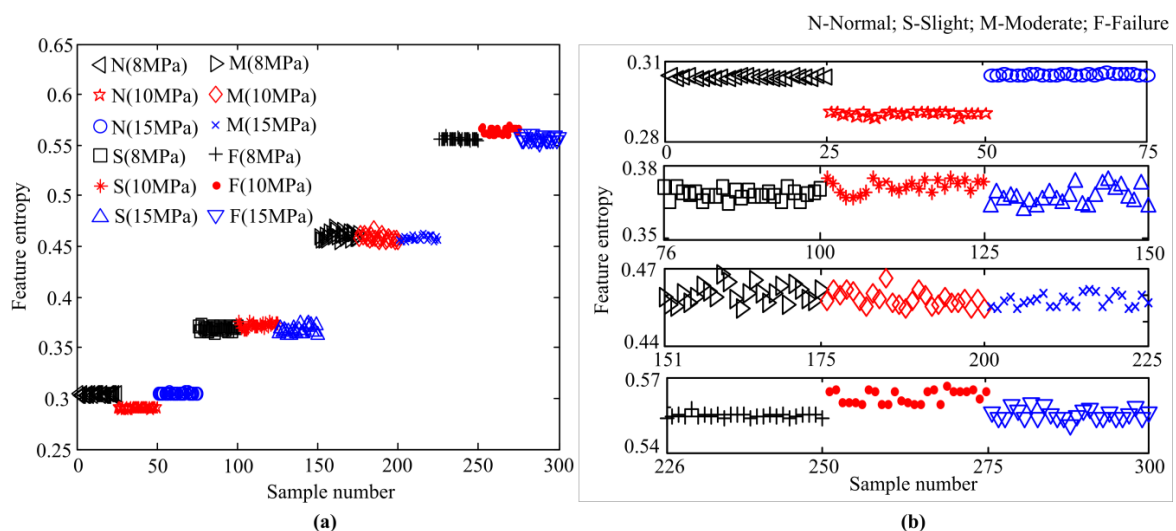 N-Normal; S-Slight; M-Moderate; F-Failure
Feature entropy
0.65
0.6
0.55
0.5
0.45
0.4
0.35
0.3
0.25
N(8MPa) M(8MPa)
N(10MPa) M(10MPa)
N(15MPa) M(15MPa)
S(8MPa) F(8MPa)
S(10MPa) F(10MPa)
S(15MPa) F(15MPa)
0 50 100 150 200 250 300
Sample number
(a)
Feature entropy
0.31
0.28
0 25 50 75
0.38
0.35
76 100 125 150
0.47
0.44
151 175 200 225
0.57
0.54
226 250 275 300
Sample number
(b)